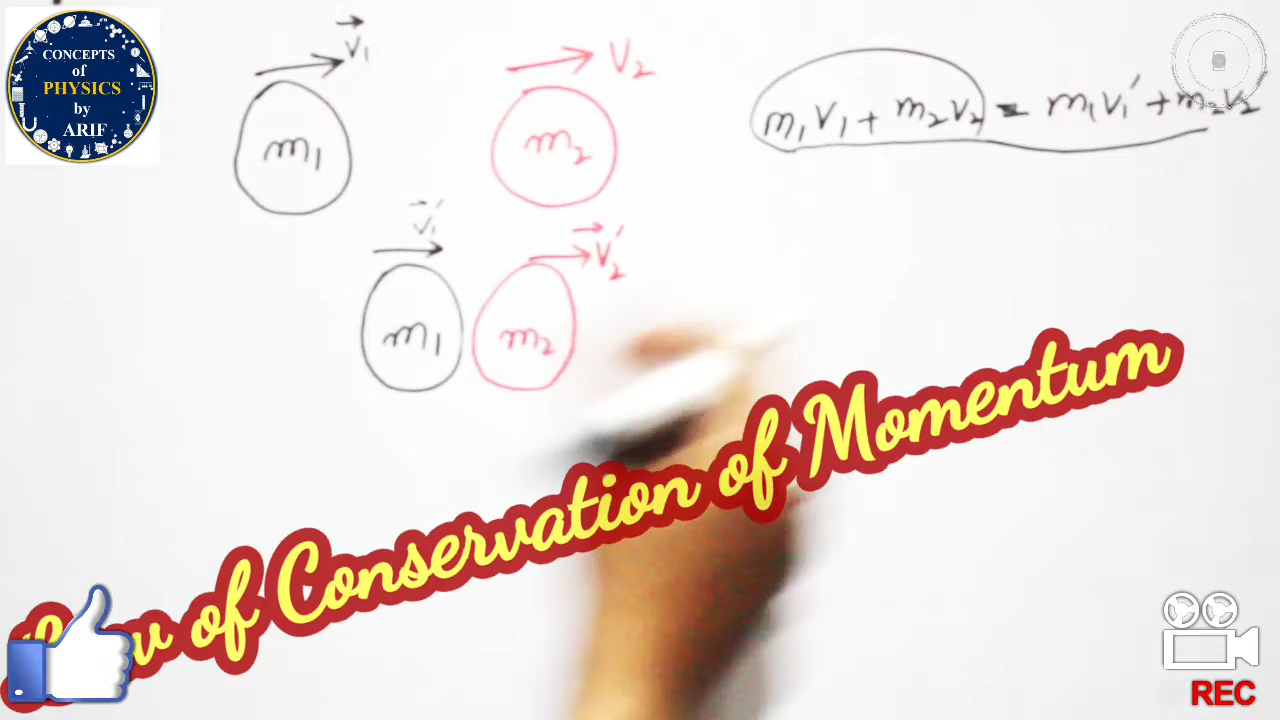 CONCEPTS
of
PHYSICS
by
ARIF
v₁
m₁
V₂
m₂
m₁V₁ + m₂V₂ = m₁V₁' + m₂V₂
v₁'
m₁
V₂'
m₂
of Conservation of Momentum
REC